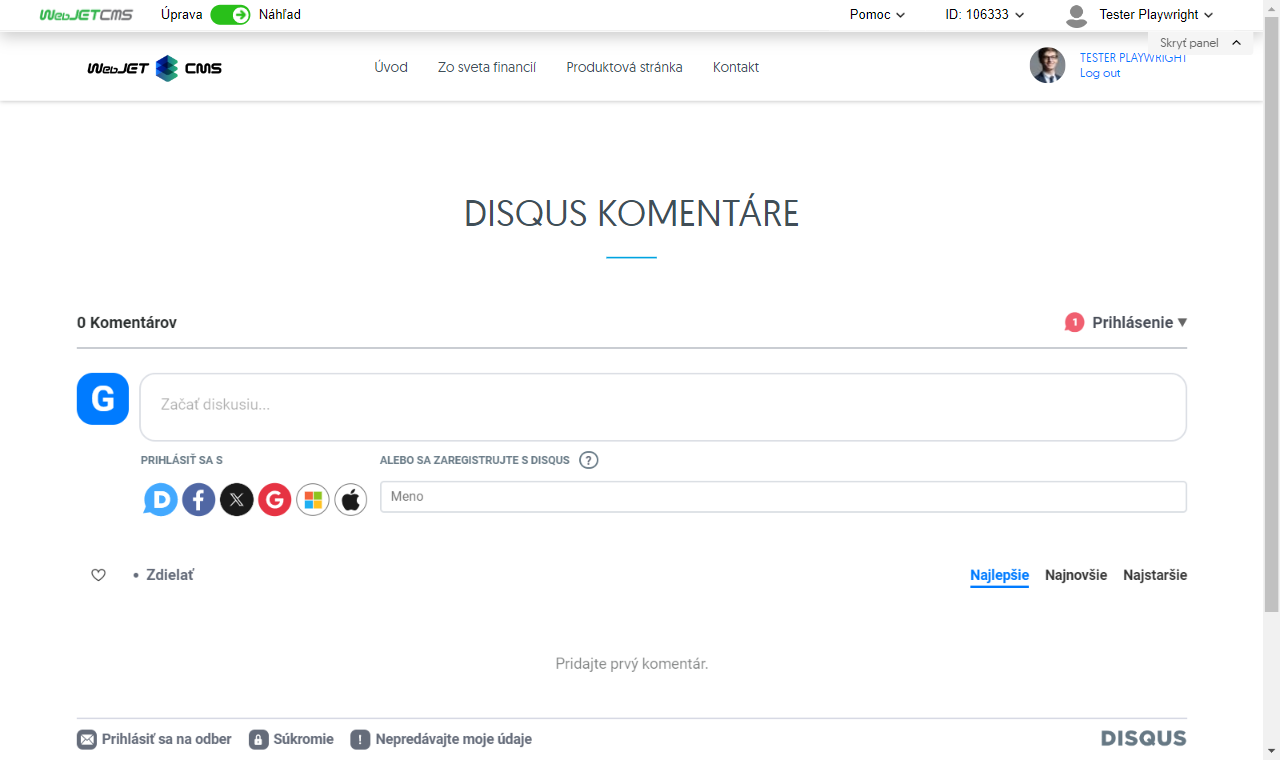 WebJETCMS Úprava Náhľad Pomoc ID: 106333 Tester Playwright
Skryť panel
WebJET CMS Úvod Zo sveta financií Produktová stránka Kontakt TESTER PLAYWRIGHT
Log out
DISQUS KOMENTÁRE
0 Komentárov 1 Prihlásenie
G Začať diskusiu...
PRIHLÁSIŤ SA S ALEBO SA ZAREGISTRUJTE S DISQUS ?
D f X G Meno
• Zdielať Najlepšie Najnovšie Najstaršie
Pridajte prvý komentár.
Prihlásiť sa na odber Súkromie ! Nepredávajte moje údaje DISQUS